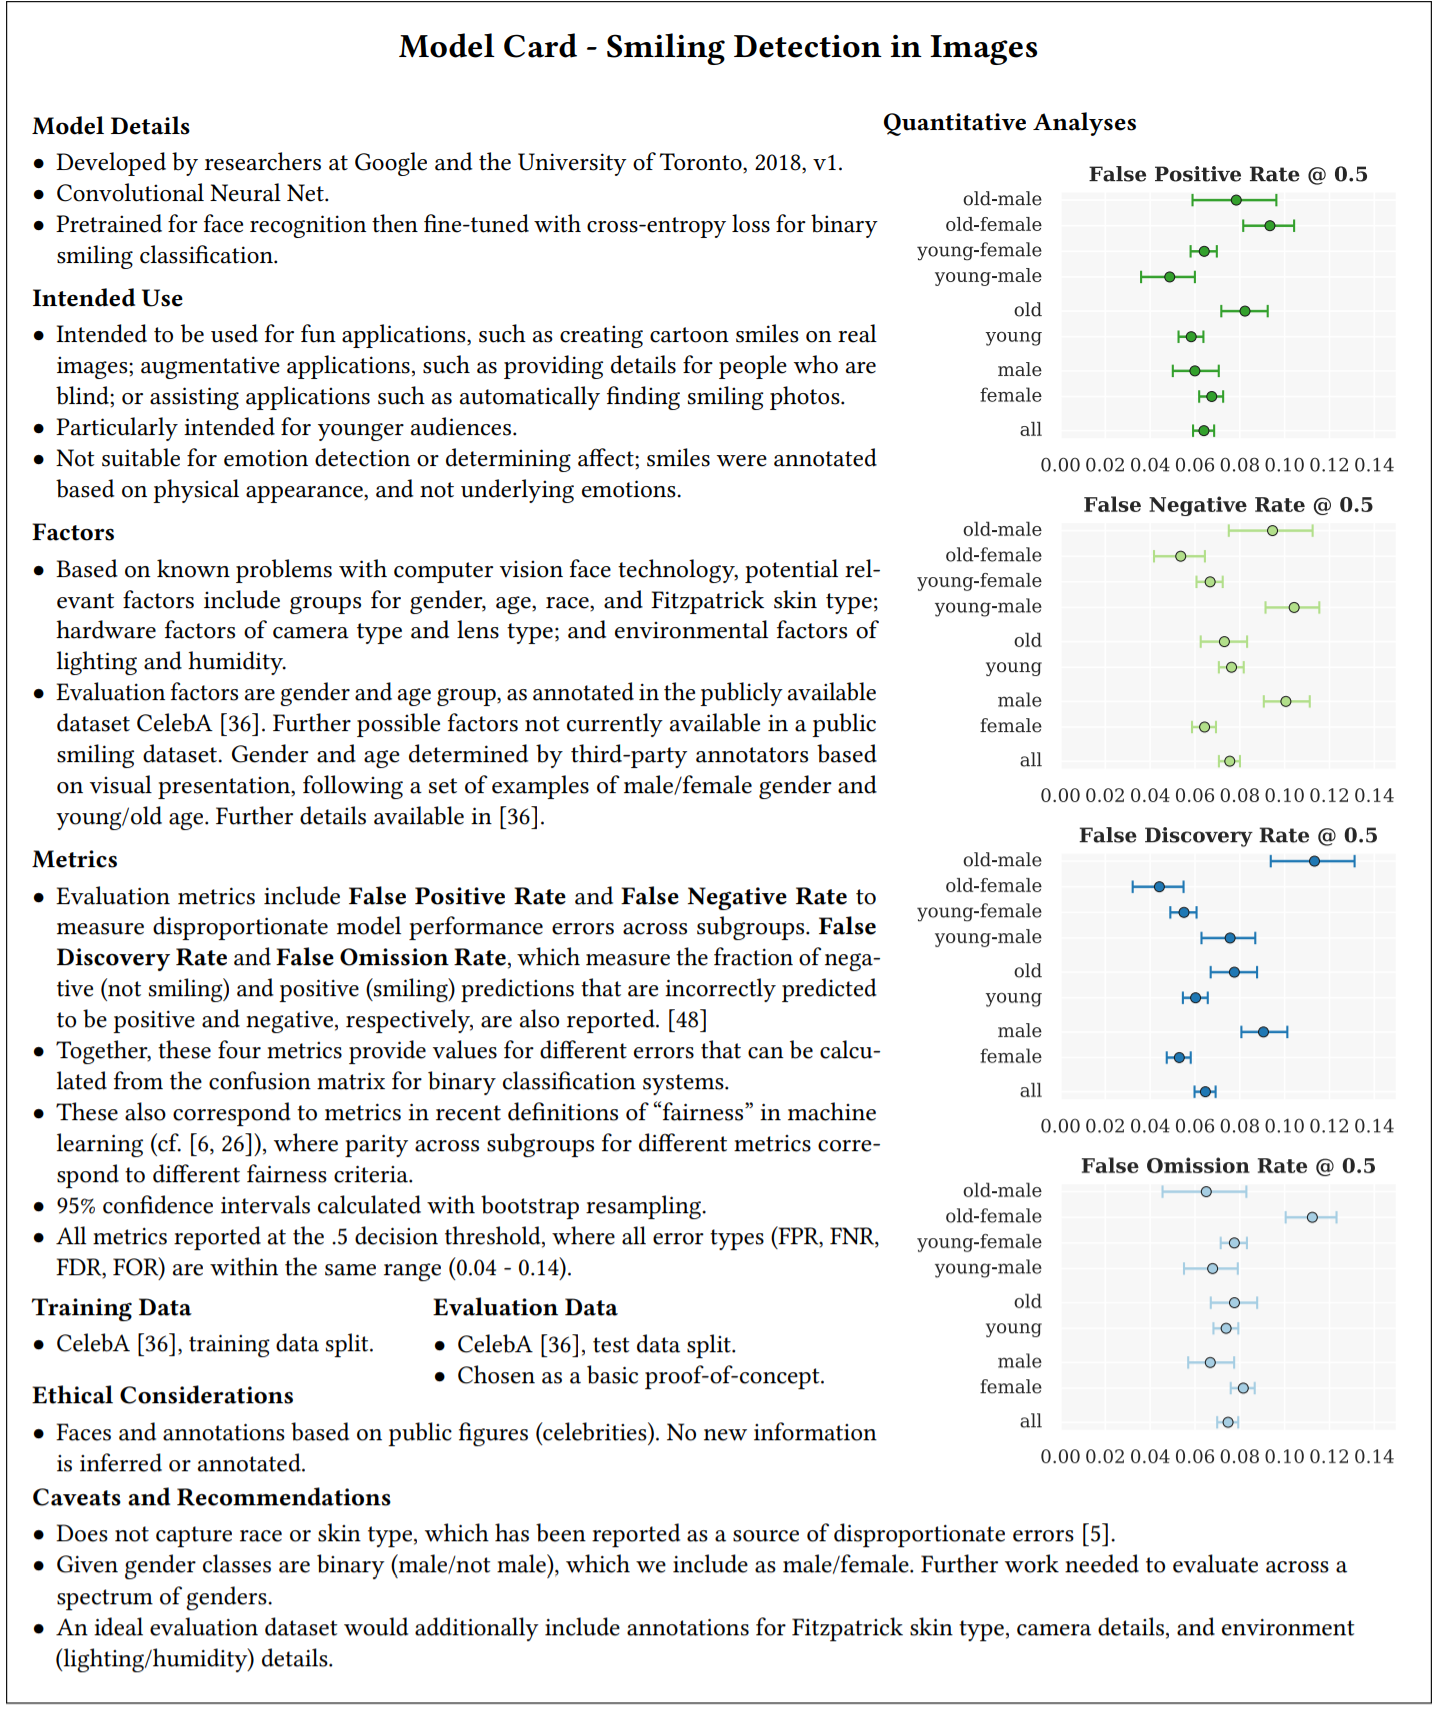 Model Card - Smiling Detection in Images
Model Details
● Developed by researchers at Google and the University of Toronto, 2018, v1.
● Convolutional Neural Net.
● Pretrained for face recognition then fine-tuned with cross-entropy loss for binary
smiling classification.
Intended Use
● Intended to be used for fun applications, such as creating cartoon smiles on real
images; augmentative applications, such as providing details for people who are
blind; or assisting applications such as automatically finding smiling photos.
● Particularly intended for younger audiences.
● Not suitable for emotion detection or determining affect; smiles were annotated
based on physical appearance, and not underlying emotions.
Factors
● Based on known problems with computer vision face technology, potential rel-
evant factors include groups for gender, age, race, and Fitzpatrick skin type;
hardware factors of camera type and lens type; and environmental factors of
lighting and humidity.
● Evaluation factors are gender and age group, as annotated in the publicly available
dataset CelebA [36]. Further possible factors not currently available in a public
smiling dataset. Gender and age determined by third-party annotators based
on visual presentation, following a set of examples of male/female gender and
young/old age. Further details available in [36].
Metrics
● Evaluation metrics include False Positive Rate and False Negative Rate to
measure disproportionate model performance errors across subgroups. False
Discovery Rate and False Omission Rate, which measure the fraction of nega-
tive (not smiling) and positive (smiling) predictions that are incorrectly predicted
to be positive and negative, respectively, are also reported. [48]
● Together, these four metrics provide values for different errors that can be calcu-
lated from the confusion matrix for binary classification systems.
● These also correspond to metrics in recent definitions of “fairness” in machine
learning (cf. [6, 26]), where parity across subgroups for different metrics corre-
spond to different fairness criteria.
● 95% confidence intervals calculated with bootstrap resampling.
● All metrics reported at the .5 decision threshold, where all error types (FPR, FNR,
FDR, FOR) are within the same range (0.04 - 0.14).
Training Data
● CelebA [36], training data split.
Evaluation Data
● CelebA [36], test data split.
● Chosen as a basic proof-of-concept.
Ethical Considerations
● Faces and annotations based on public figures (celebrities). No new information
is inferred or annotated.
Quantitative Analyses
False Positive Rate @ 0.5
old-male
old-female
young-female
young-male
old
young
male
female
all
0.00 0.02 0.04 0.06 0.08 0.10 0.12 0.14
False Negative Rate @ 0.5
old-male
old-female
young-female
young-male
old
young
male
female
all
0.00 0.02 0.04 0.06 0.08 0.10 0.12 0.14
False Discovery Rate @ 0.5
old-male
old-female
young-female
young-male
old
young
male
female
all
0.00 0.02 0.04 0.06 0.08 0.10 0.12 0.14
False Omission Rate @ 0.5
old-male
old-female
young-female
young-male
old
young
male
female
all
0.00 0.02 0.04 0.06 0.08 0.10 0.12 0.14
Caveats and Recommendations
● Does not capture race or skin type, which has been reported as a source of disproportionate errors [5].
● Given gender classes are binary (male/not male), which we include as male/female. Further work needed to evaluate across a
spectrum of genders.
● An ideal evaluation dataset would additionally include annotations for Fitzpatrick skin type, camera details, and environment
(lighting/humidity) details.